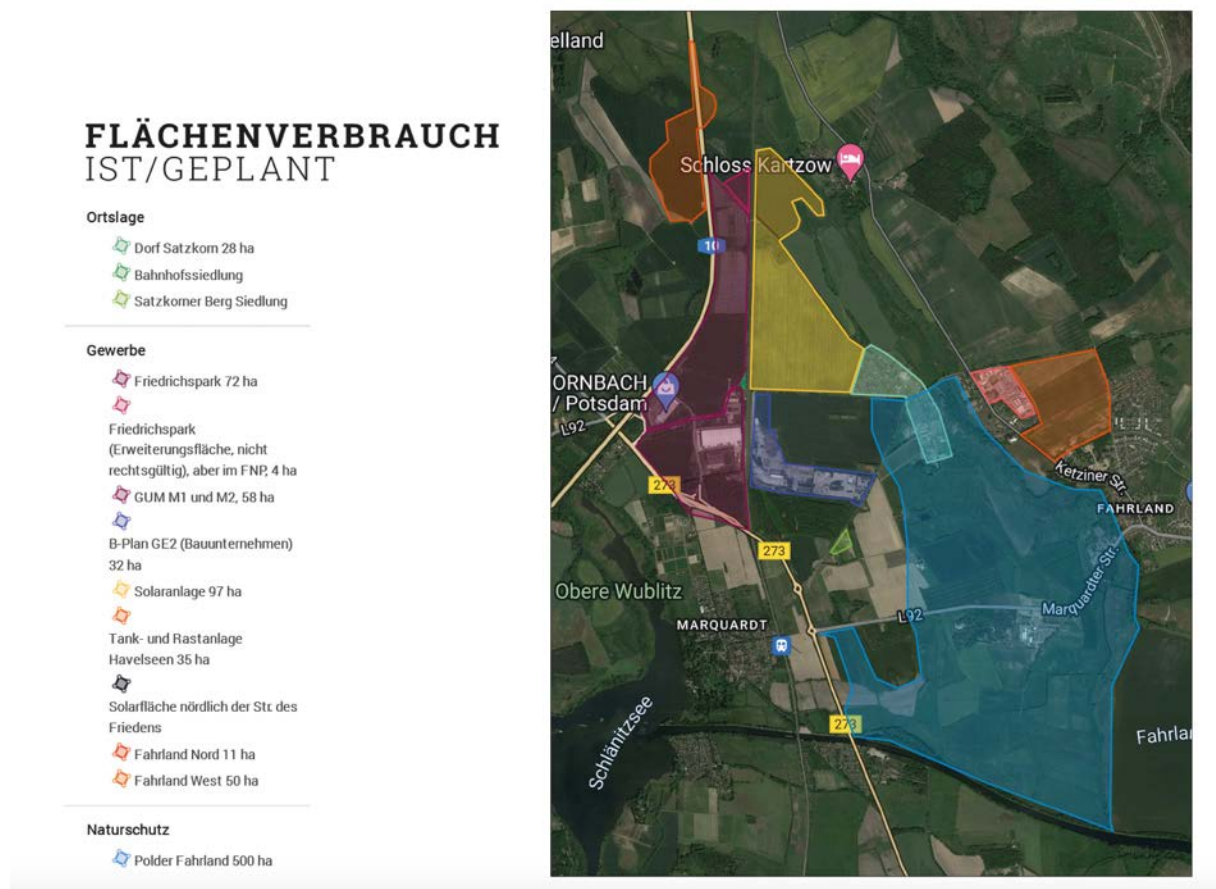 FLÄCHENVERBRAUCH
IST/GEPLANT
Ortslage
Dorf Satzkorn 28 ha
Bahnhofssiedlung
Satzkorner Berg Siedlung
Gewerbe
Friedrichspark 72 ha
Friedrichspark
(Erweiterungsfläche, nicht
rechtsgültig), aber im FNP, 4 ha
GUM M1 und M2, 58 ha
B-Plan GE2 (Bauunternehmen)
32 ha
Solaranlage 97 ha
Tank- und Rastanlage
Havelseen 35 ha
Solarfläche nördlich der Str. des
Friedens
Fahrland Nord 11 ha
Fahrland West 50 ha
Naturschutz
Polder Fahrland 500 ha
elland
Schloss Kartzow
10
ORNBACH
/ Potsdam
L92
273
Ketziner Str.
FAHRLAND
273
Obere Wublitz
MARQUARDT
L92
Marquardter Str.
273
Schlänitzsee
Fahrlar